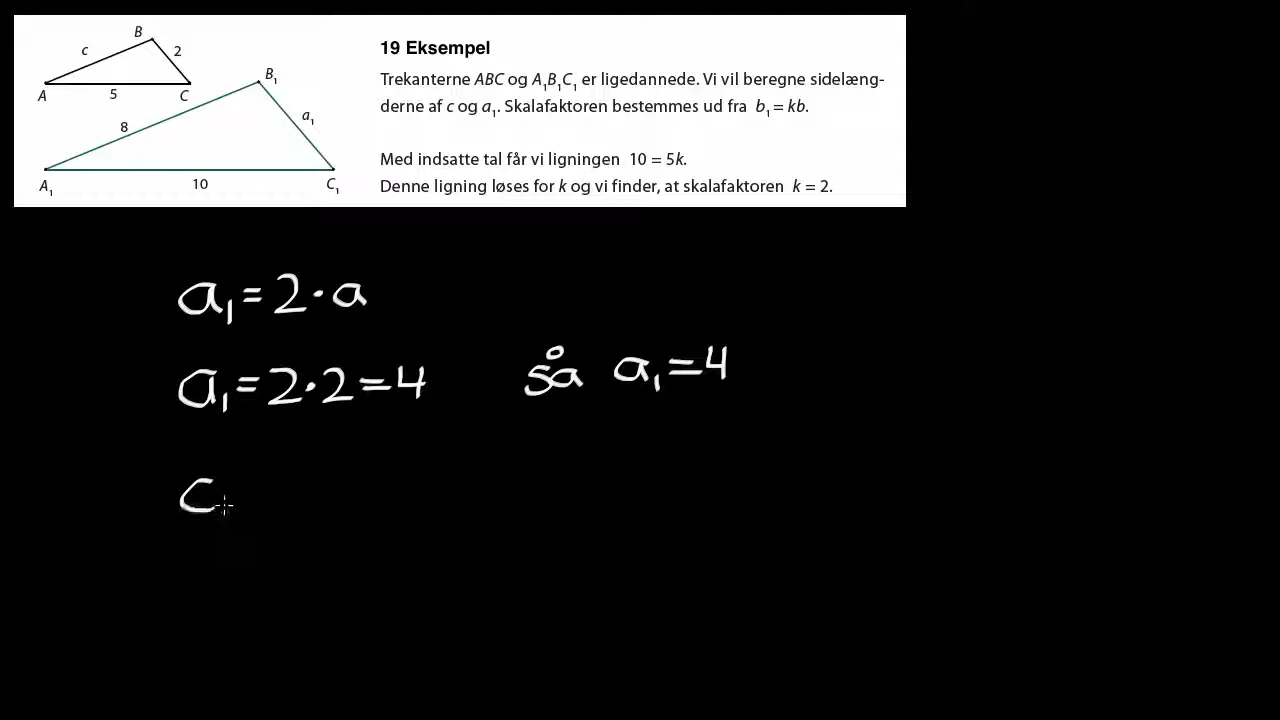 B
c
2
A
5
C
B₁
8
a₁
A₁
10
C₁
19 Eksempel
Trekanterne ABC og A₁B₁C₁ er ligedannede. Vi vil beregne sidelæng-
derne af c og a₁. Skalafaktoren bestemmes ud fra b₁ = kb.
Med indsatte tal får vi ligningen 10 = 5k.
Denne ligning løses for k og vi finder, at skalafaktoren k = 2.
a₁ = 2 · a
a₁ = 2 · 2 = 4 så a₁ = 4
c